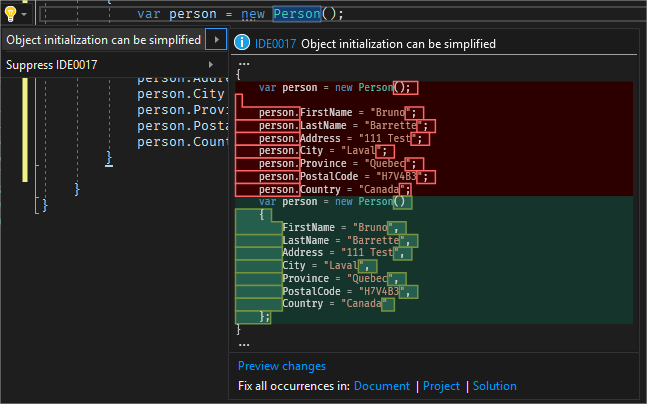 {
var person = new Person();
Object initialization can be simplified
Suppress IDE0017
person.Addre
person.City
person.Provi
person.Posta
person.Count
}
}
}
IDE0017 Object initialization can be simplified
...
{
var person = new Person();
person.FirstName = "Bruno";
person.LastName = "Barrette";
person.Address = "111 Test";
person.City = "Laval";
person.Province = "Quebec";
person.PostalCode = "H7V4B3";
person.Country = "Canada";
var person = new Person()
{
FirstName = "Bruno",
LastName = "Barrette",
Address = "111 Test",
City = "Laval",
Province = "Quebec",
PostalCode = "H7V4B3",
Country = "Canada"
};
}
...
Preview changes
Fix all occurrences in: Document | Project | Solution